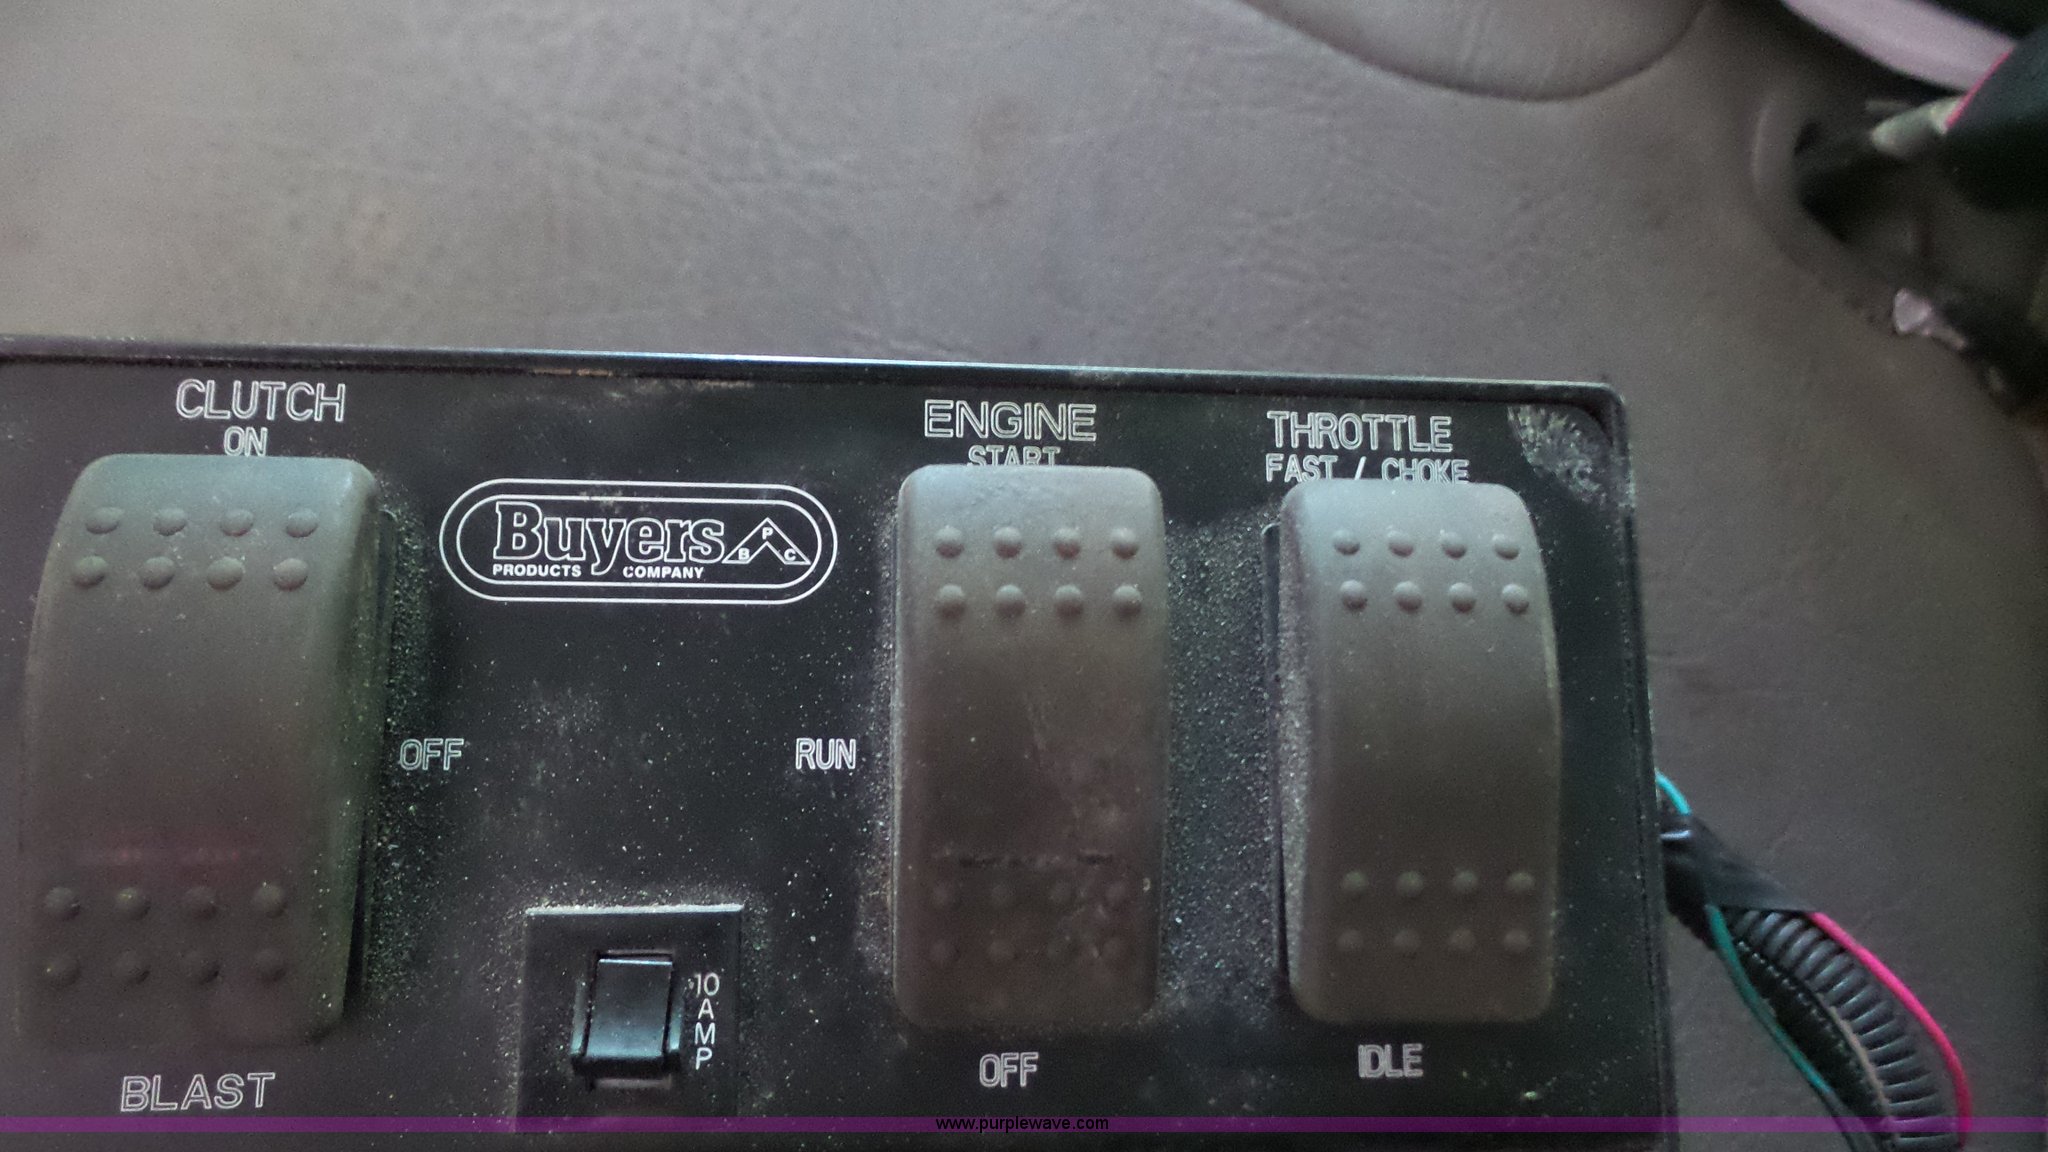 CLUTCH
ON
ENGINE
START
THROTTLE
FAST / CHOKE
Buyers
PRODUCTS COMPANY
B P C
OFF
RUN
10 AMP
OFF
IDLE
BLAST
www.purplewave.com